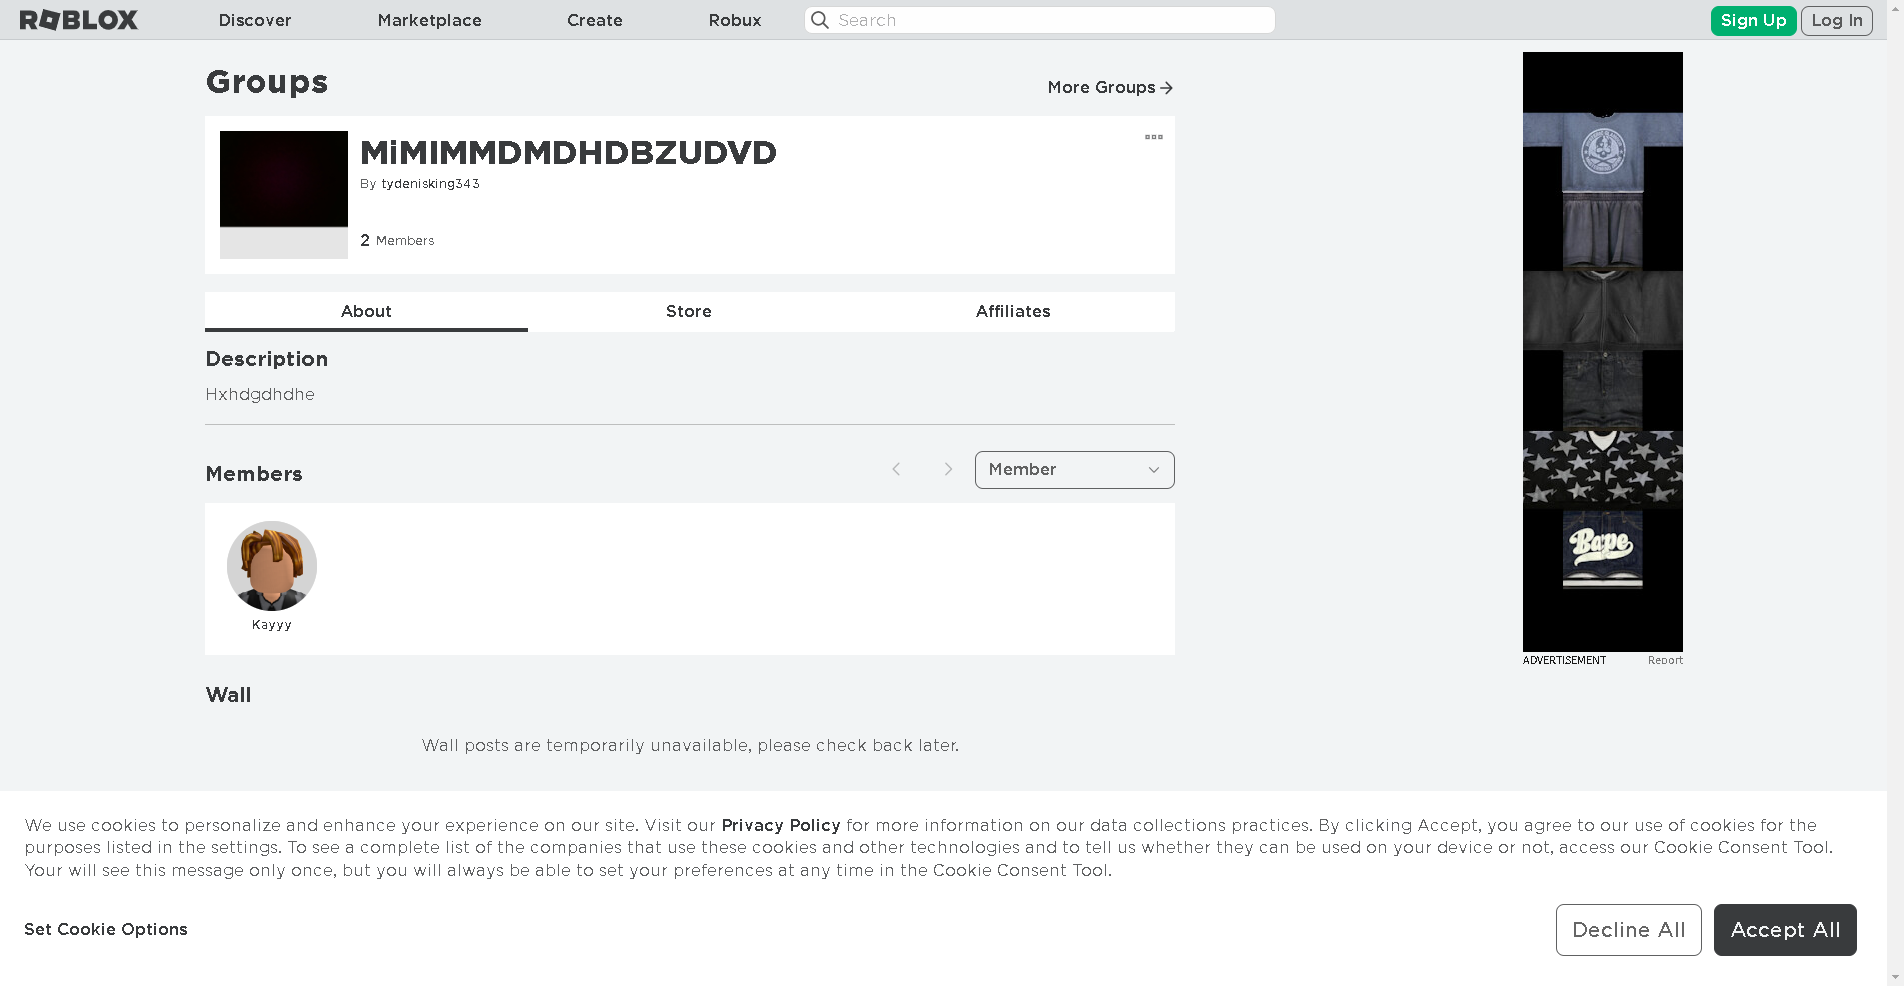 ROBLOX Discover Marketplace Create Robux Search Sign Up Log In
Groups
More Groups
MiMIMMDMDHDBZUDVD
By tydenisking343
2 Members
About Store Affiliates
Description
Hxhdgdhdhe
Members
Member
Kayyy
Bape
ADVERTISEMENT Report
Wall
Wall posts are temporarily unavailable, please check back later.
We use cookies to personalize and enhance your experience on our site. Visit our Privacy Policy for more information on our data collections practices. By clicking Accept, you agree to our use of cookies for the
purposes listed in the settings. To see a complete list of the companies that use these cookies and other technologies and to tell us whether they can be used on your device or not, access our Cookie Consent Tool.
Your will see this message only once, but you will always be able to set your preferences at any time in the Cookie Consent Tool.
Set Cookie Options
Decline All Accept All